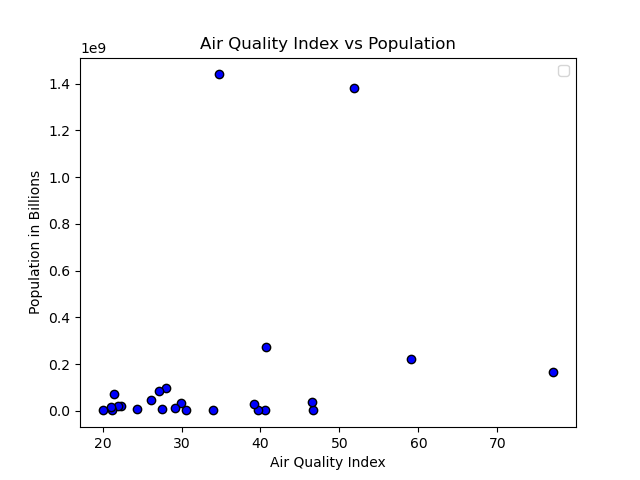 Air Quality Index vs Population
1e9
1.4
1.2
1.0
0.8
0.6
0.4
0.2
0.0
Population in Billions
20 30 40 50 60 70
Air Quality Index